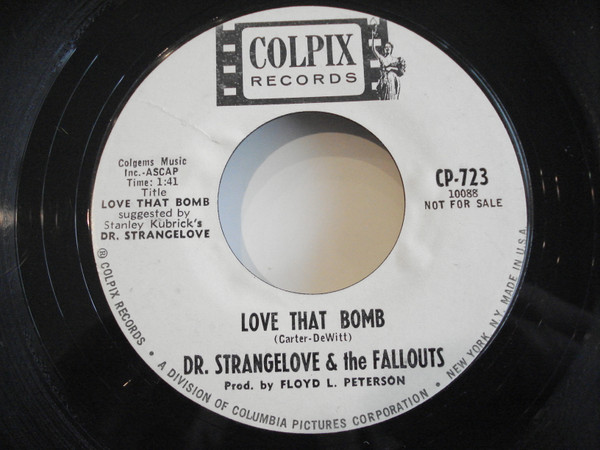 COLPIX
RECORDS
Colgems Music
Inc.-ASCAP
Time: 1:41
Title
LOVE THAT BOMB
suggested by
Stanley Kubrick's
DR. STRANGELOVE
CP-723
10088
NOT FOR SALE
LOVE THAT BOMB
(Carter-DeWitt)
DR. STRANGELOVE & the FALLOUTS
Prod. by FLOYD L. PETERSON
® COLPIX RECORDS • A DIVISION OF COLUMBIA PICTURES CORPORATION • NEW YORK, N.Y. MADE IN U.S.A.